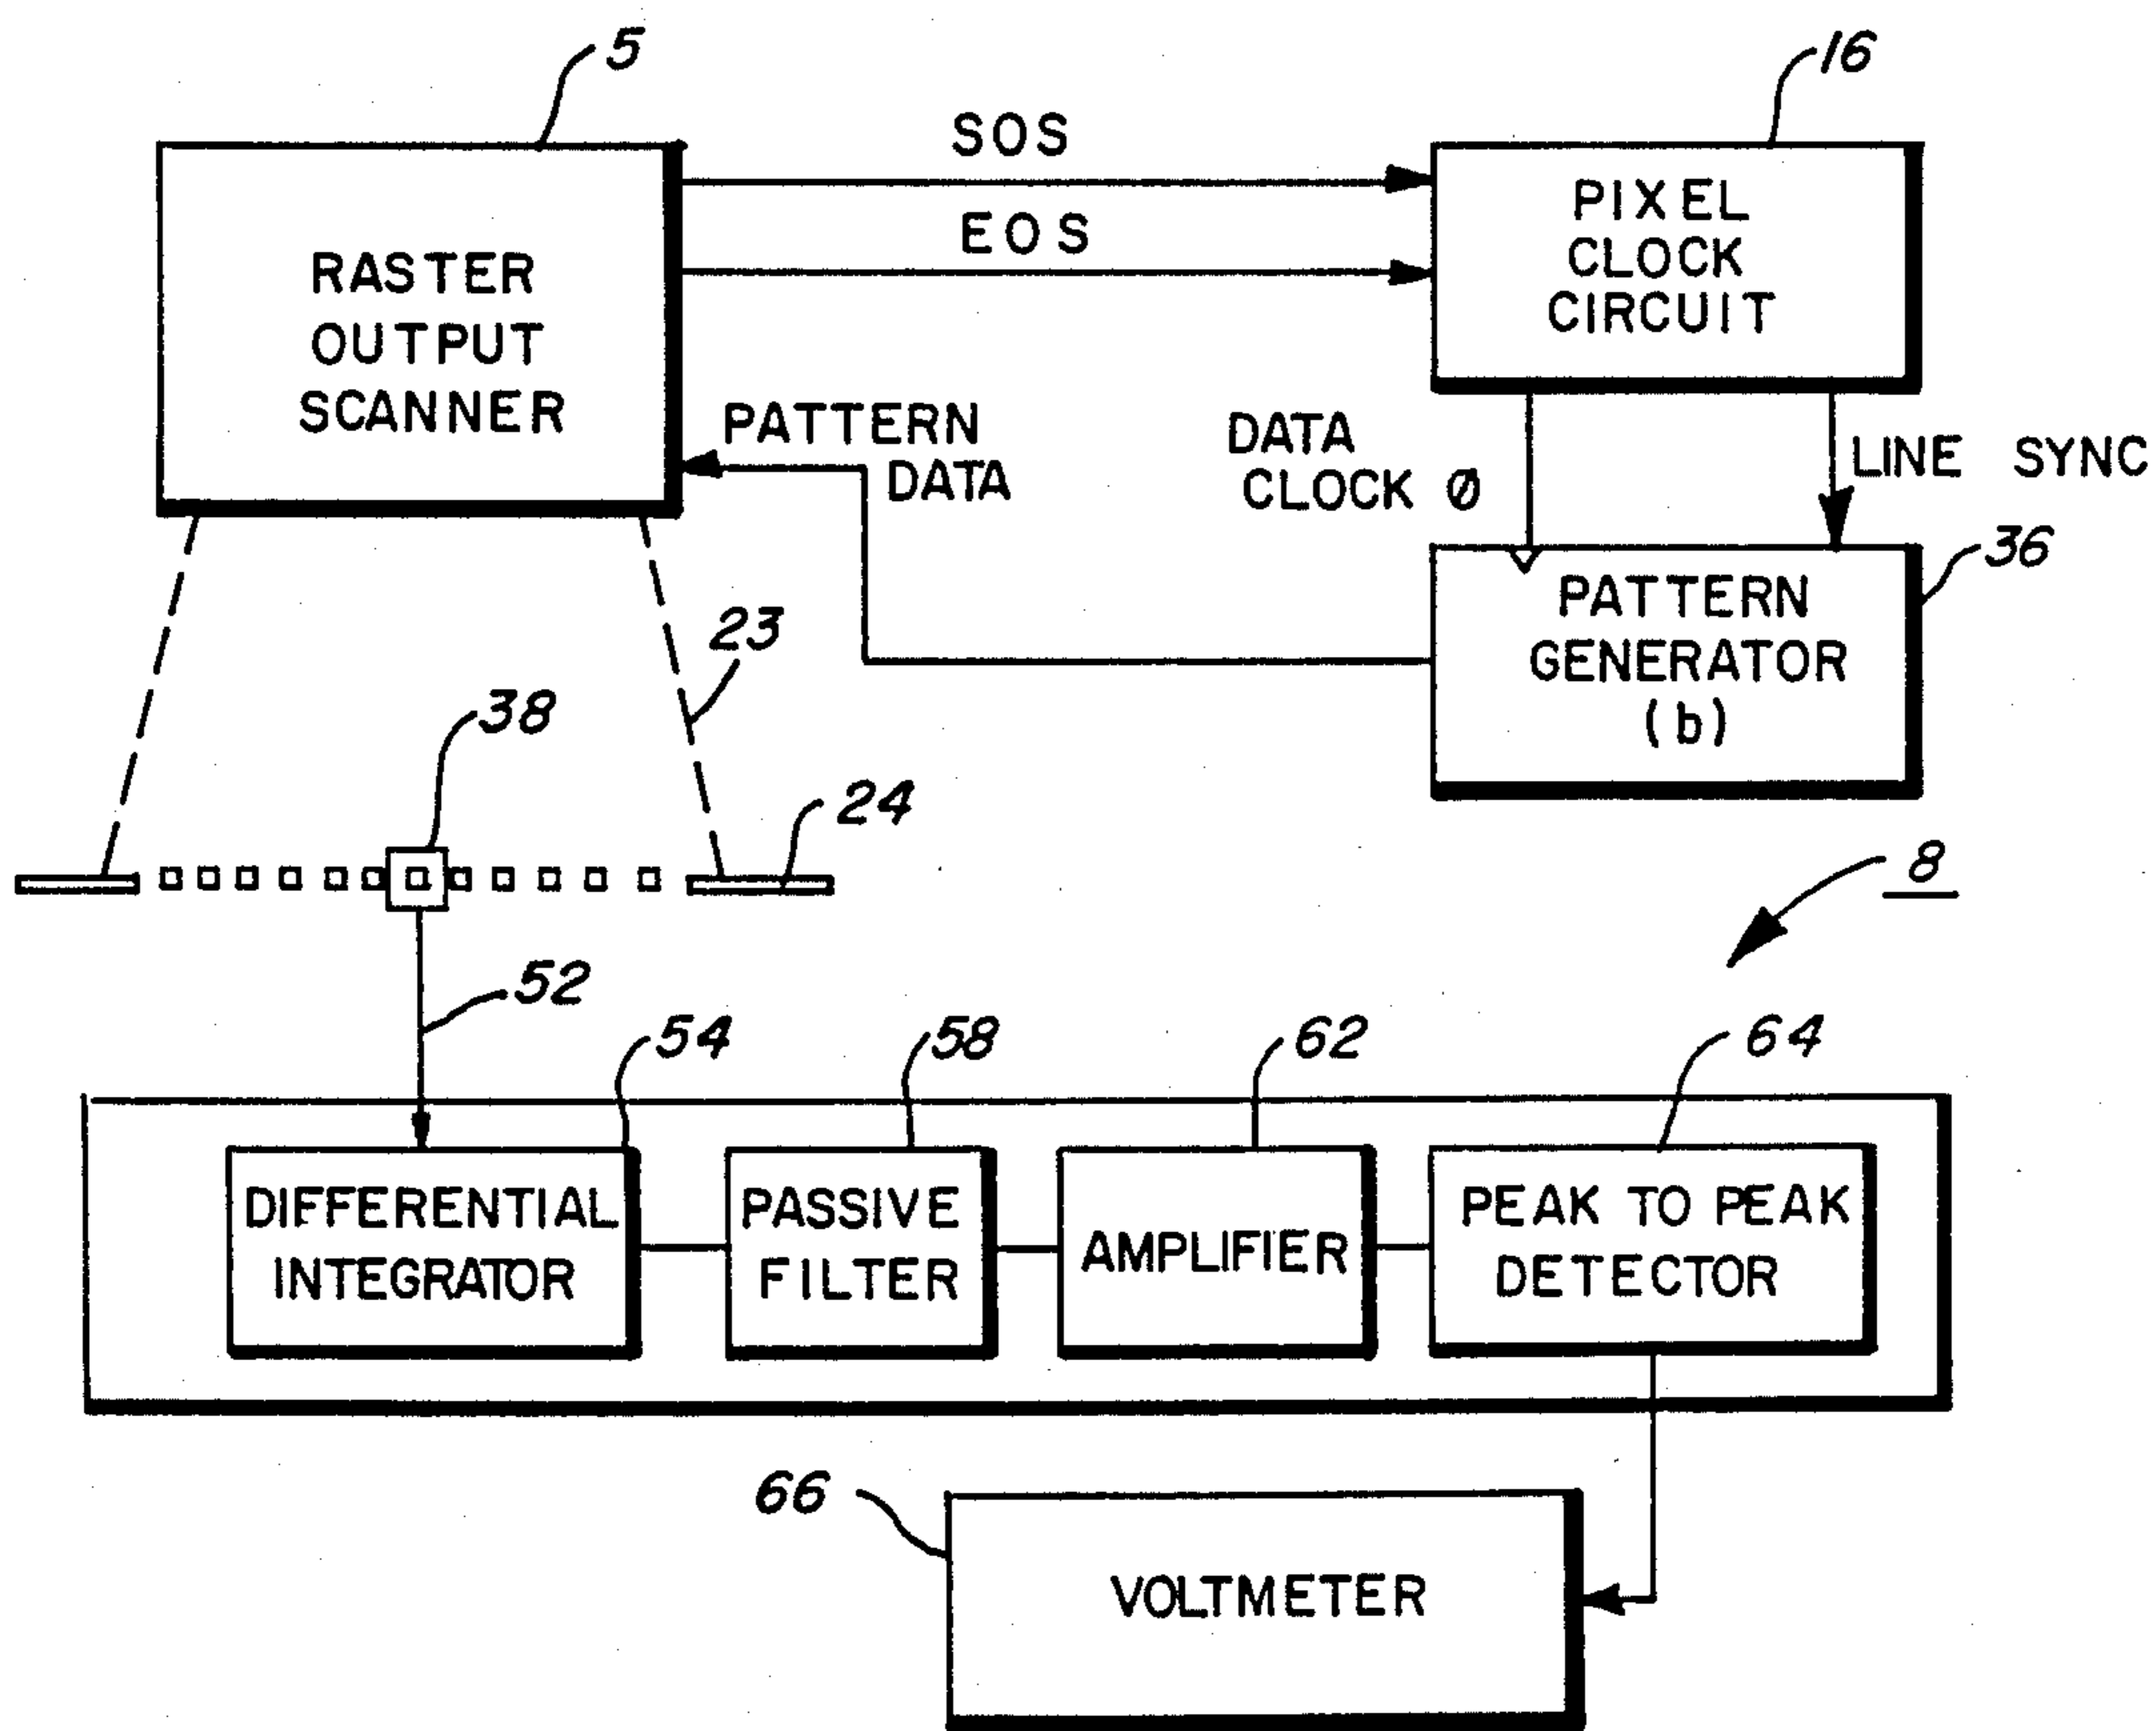 5
16
SOS
EOS
RASTER
OUTPUT
SCANNER
PIXEL
CLOCK
CIRCUIT
PATTERN
DATA
DATA
CLOCK Ø
LINE SYNC
36
PATTERN
GENERATOR
(b)
23
38
24
8
52
54
58
62
64
DIFFERENTIAL
INTEGRATOR
PASSIVE
FILTER
AMPLIFIER
PEAK TO PEAK
DETECTOR
66
VOLTMETER